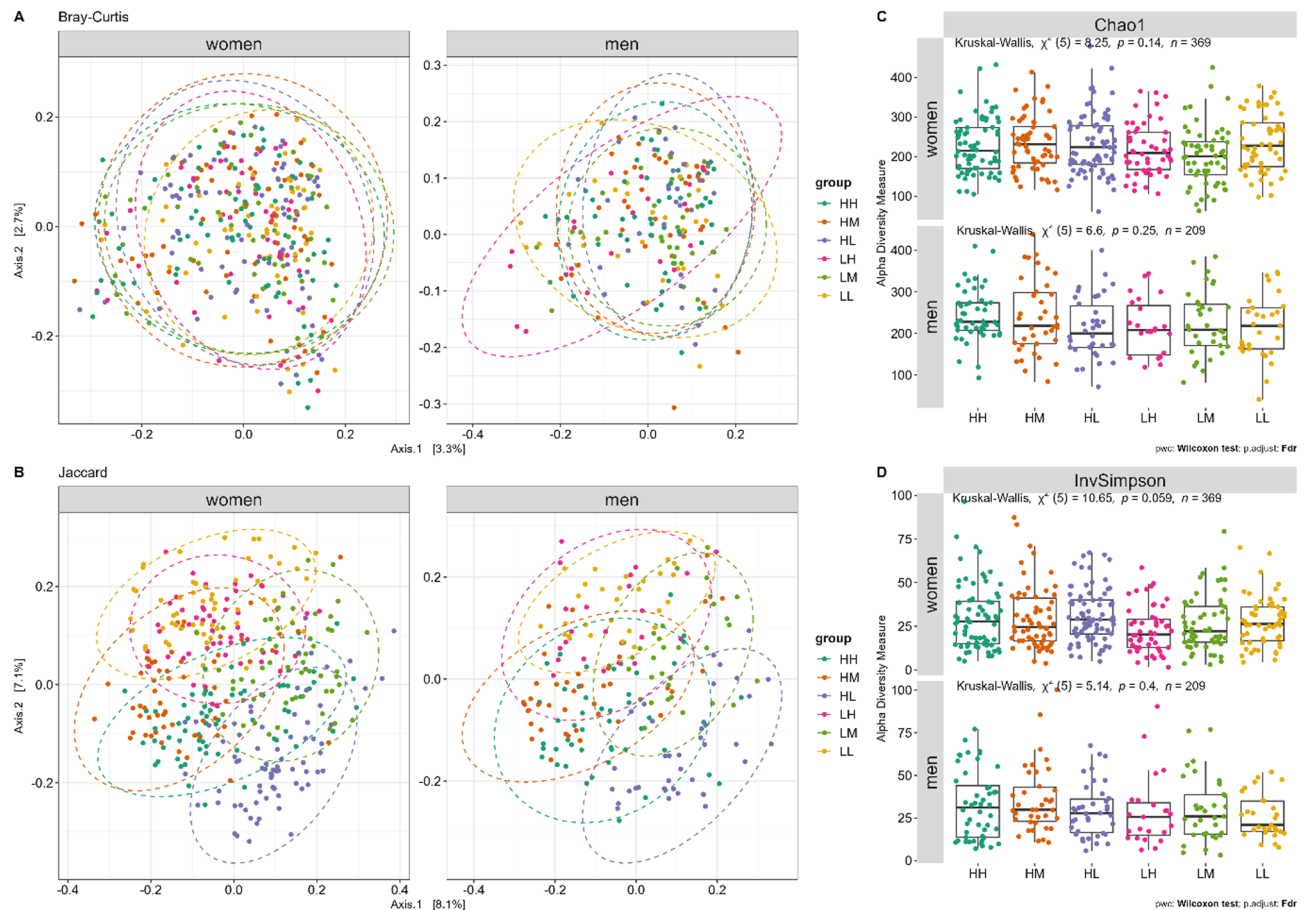 A Bray-Curtis
women men
0.2
0.0
-0.2
Axis.2 [2.7%]
0.3
0.2
0.1
0.0
-0.1
-0.2
-0.3
-0.2 0.0 0.2
-0.4 -0.2 0.0 0.2
Axis.1 [3.3%]
group
HH
HM
HL
LH
LM
LL
B Jaccard
women men
0.2
0.0
-0.2
Axis.2 [7.1%]
0.2
0.0
-0.2
-0.4 -0.2 0.0 0.2 0.4
-0.4 -0.2 0.0 0.2
Axis.1 [8.1%]
group
HH
HM
HL
LH
LM
LL
C
Chao1
Kruskal-Wallis, χ² (5) = 8.25, p = 0.14, n = 369
women
400
300
200
100
Alpha Diversity Measure
Kruskal-Wallis, χ² (5) = 6.6, p = 0.25, n = 209
men
400
300
200
100
HH HM HL LH LM LL
pwc: Wilcoxon test; p.adjust: Fdr
D
InvSimpson
Kruskal-Wallis, χ² (5) = 10.65, p = 0.059, n = 369
women
100
75
50
25
0
Alpha Diversity Measure
Kruskal-Wallis, χ² (5) = 5.14, p = 0.4, n = 209
men
100
75
50
25
0
HH HM HL LH LM LL
pwc: Wilcoxon test; p.adjust: Fdr